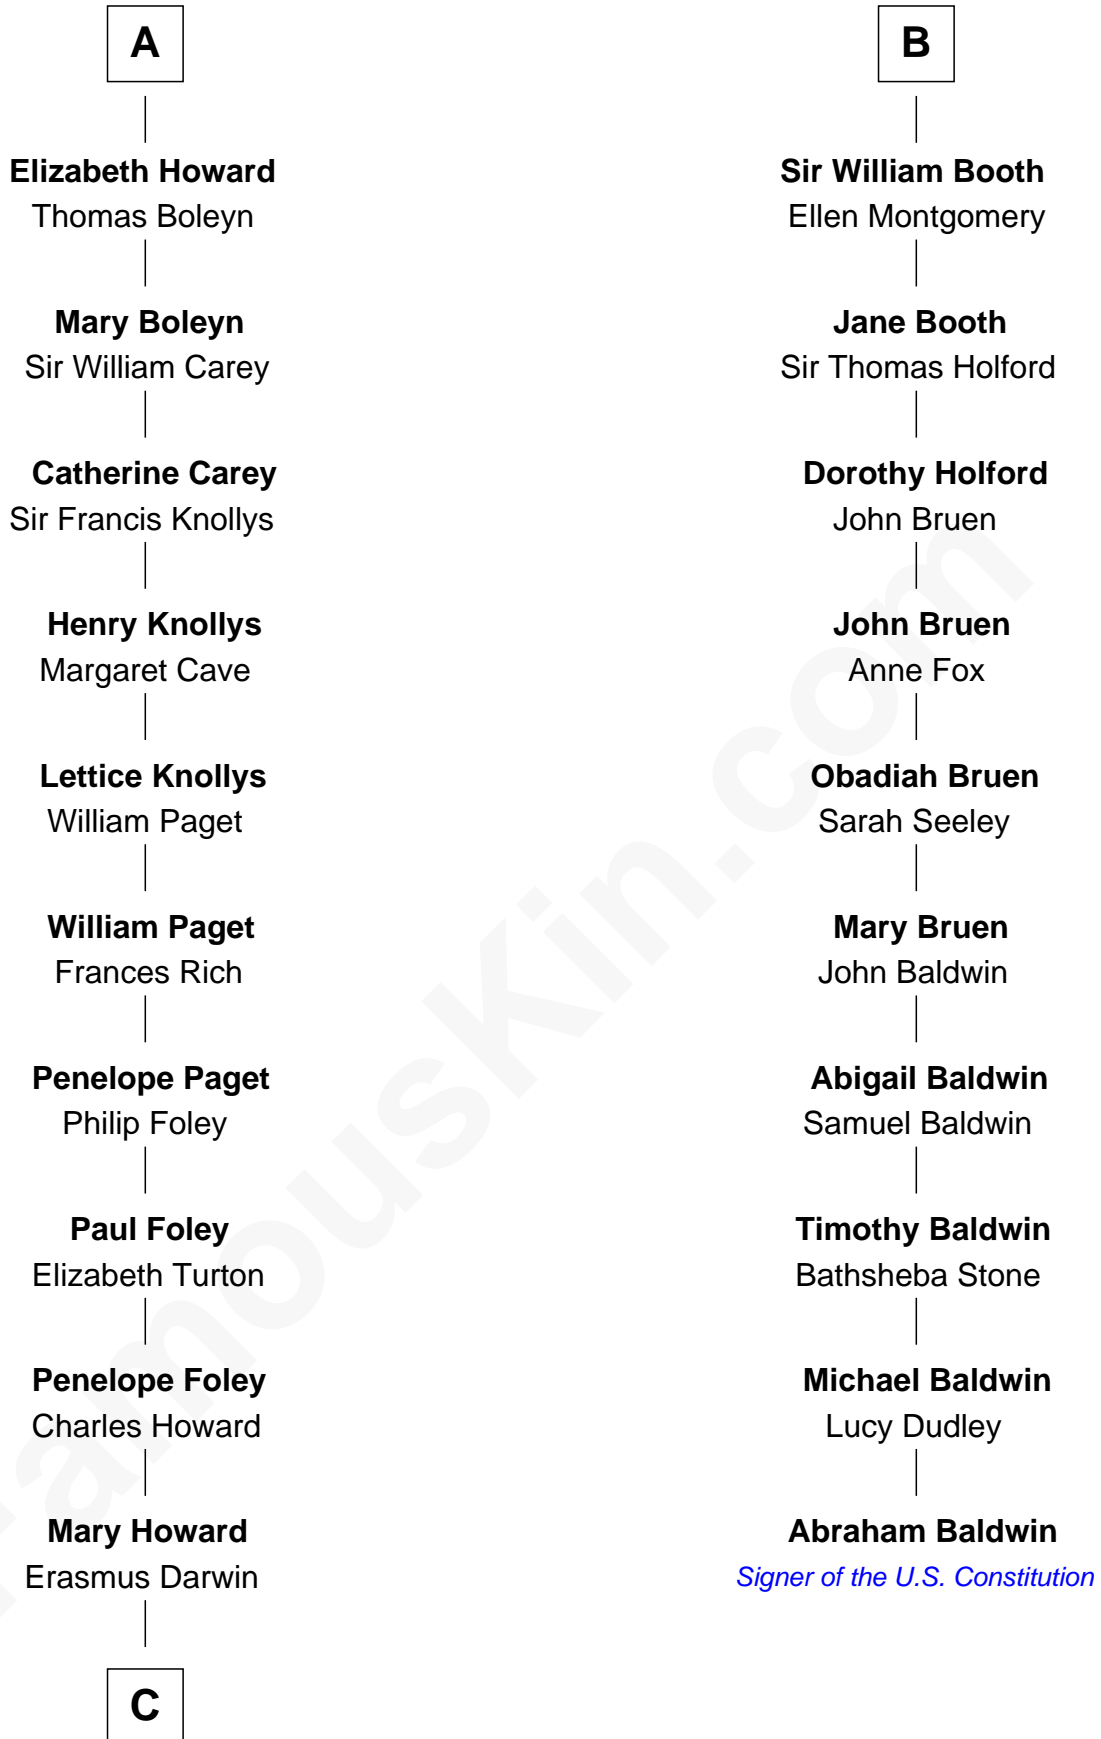 A
Elizabeth Howard
Thomas Boleyn
Mary Boleyn
Sir William Carey
Catherine Carey
Sir Francis Knollys
Henry Knollys
Margaret Cave
Lettice Knollys
William Paget
William Paget
Frances Rich
Penelope Paget
Philip Foley
Paul Foley
Elizabeth Turton
Penelope Foley
Charles Howard
Mary Howard
Erasmus Darwin
C
B
Sir William Booth
Ellen Montgomery
Jane Booth
Sir Thomas Holford
Dorothy Holford
John Bruen
John Bruen
Anne Fox
Obadiah Bruen
Sarah Seeley
Mary Bruen
John Baldwin
Abigail Baldwin
Samuel Baldwin
Timothy Baldwin
Bathsheba Stone
Michael Baldwin
Lucy Dudley
Abraham Baldwin
Signer of the U.S. Constitution
FamousKin.com